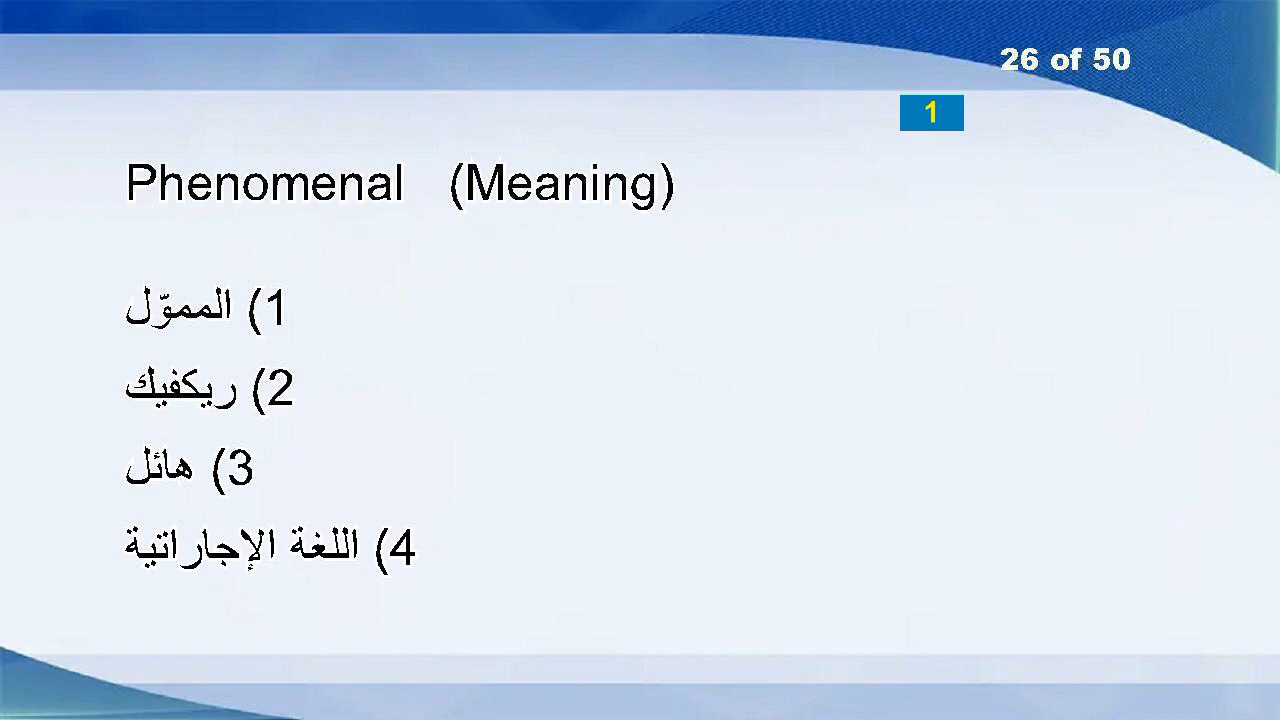 26 of 50
1
Phenomenal (Meaning)
1) المموّل
2) ريكفيك
3) هائل
4) اللغة الإجاراتية